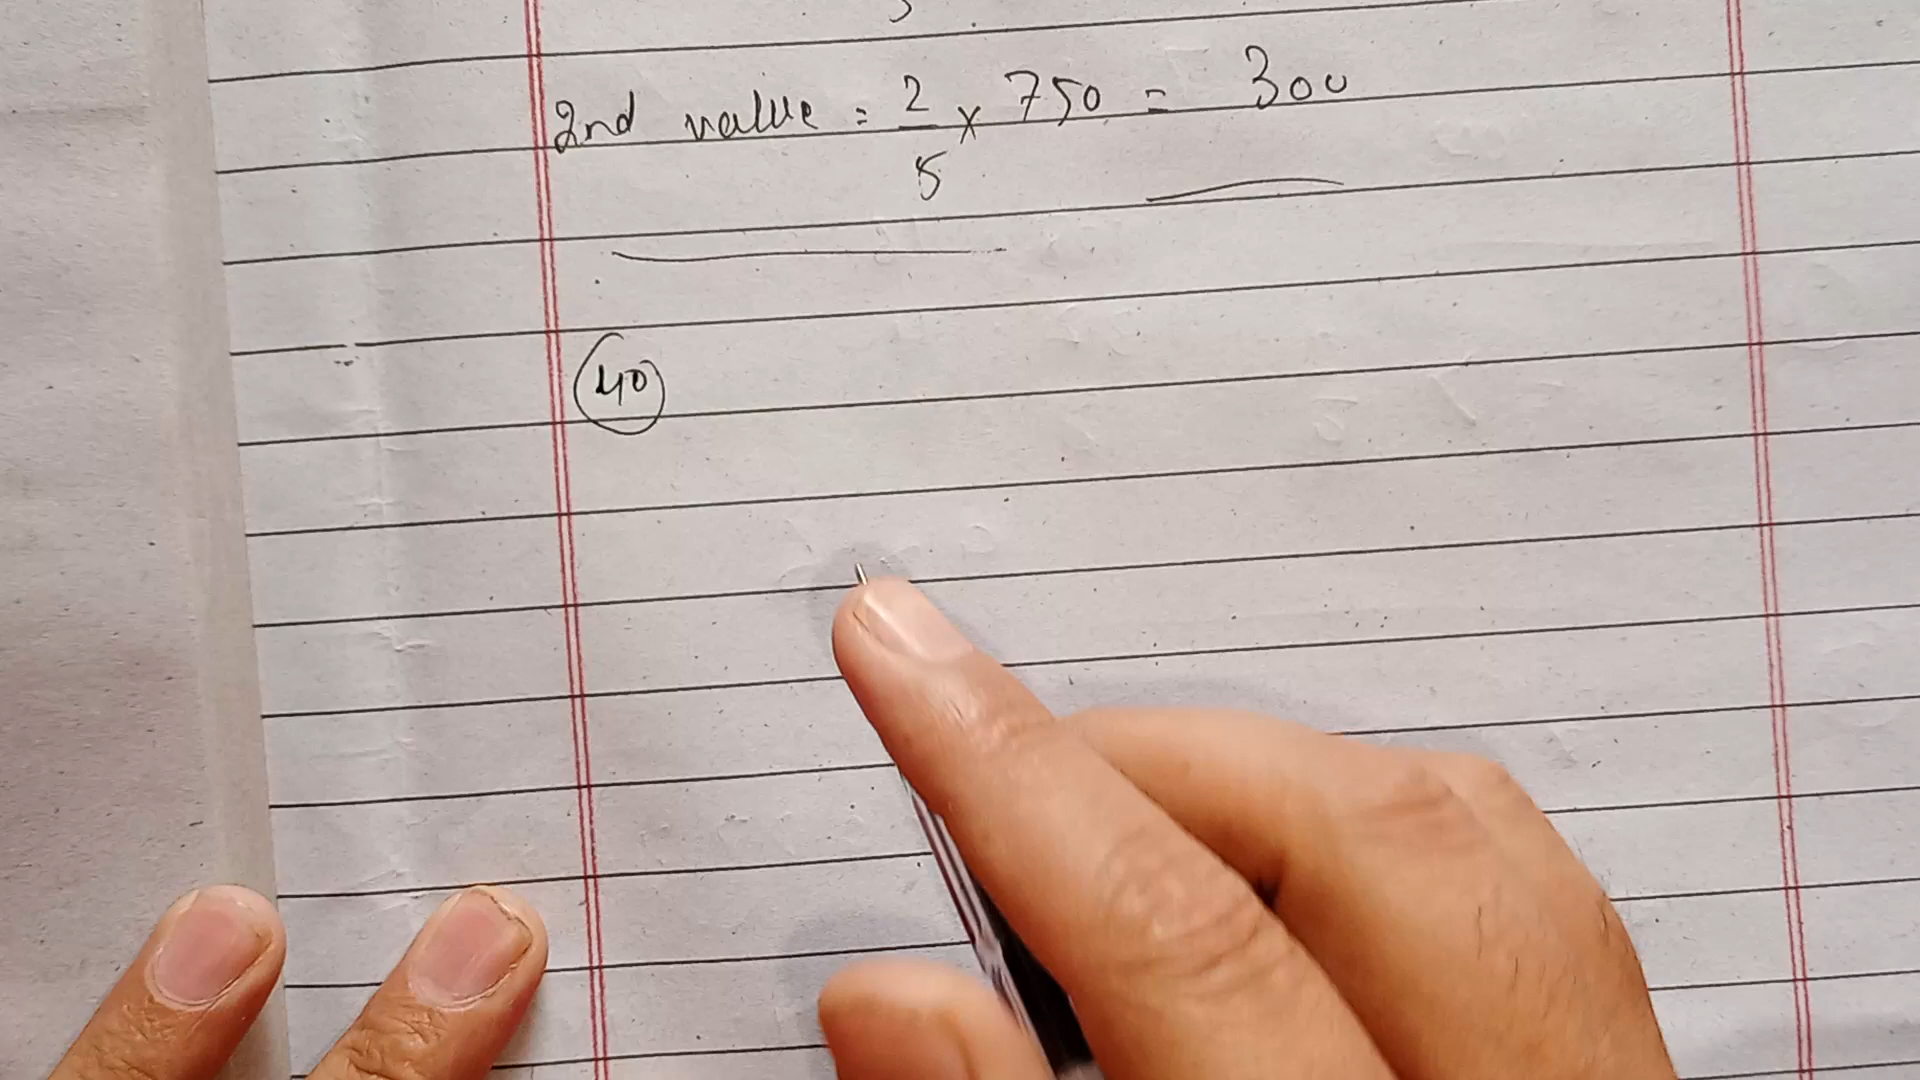 2nd value = 2/5 × 750 = 300
40